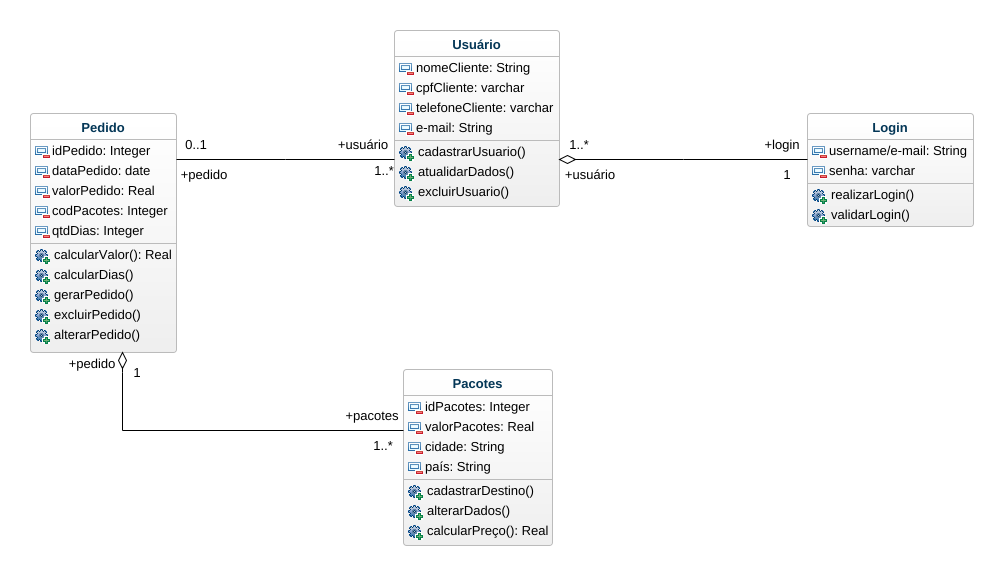 Usuário
nomeCliente: String
cpfCliente: varchar
telefoneCliente: varchar
e-mail: String
cadastrarUsuario()
atualidarDados()
excluirUsuario()
Pedido
idPedido: Integer
dataPedido: date
valorPedido: Real
codPacotes: Integer
qtdDias: Integer
calcularValor(): Real
calcularDias()
gerarPedido()
excluirPedido()
alterarPedido()
0..1
+pedido
+usuário
1..*
1..*
+usuário
+login
1
Login
username/e-mail: String
senha: varchar
realizarLogin()
validarLogin()
+pedido
1
+pacotes
1..*
Pacotes
idPacotes: Integer
valorPacotes: Real
cidade: String
país: String
cadastrarDestino()
alterarDados()
calcularPreço(): Real